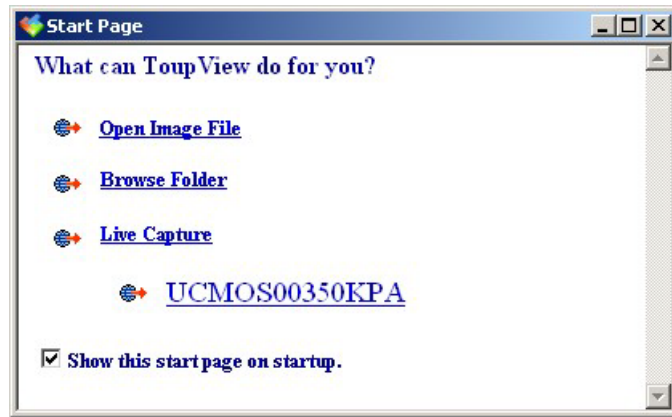 Start Page
What can ToupView do for you?
Open Image File
Browse Folder
Live Capture
UCMOS00350KPA
Show this start page on startup.